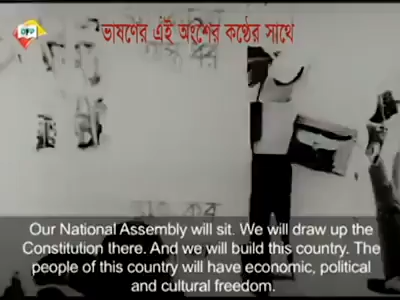 ভাষণের এই অংশের কণ্ঠের সাথে
Our National Assembly will sit. We will draw up the
Constitution there. And we will build this country. The
people of this country will have economic, political
and cultural freedom.